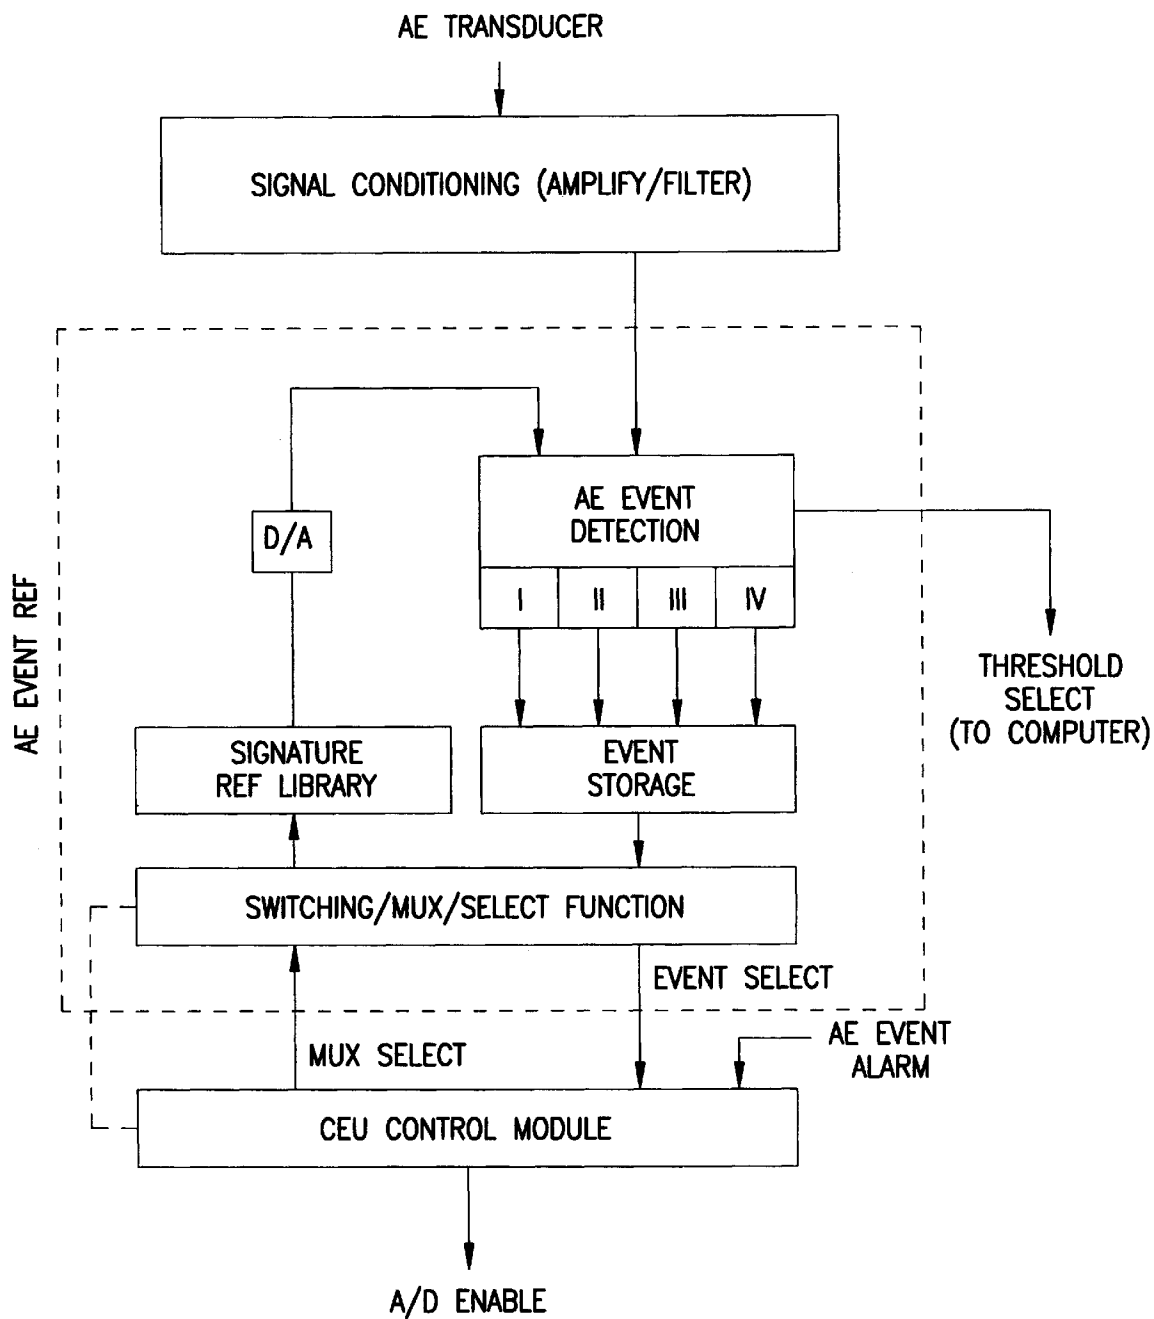 AE TRANSDUCER
SIGNAL CONDITIONING (AMPLIFY/FILTER)
AE EVENT REF
D/A
AE EVENT
DETECTION
I II III IV
THRESHOLD
SELECT
(TO COMPUTER)
SIGNATURE
REF LIBRARY
EVENT
STORAGE
SWITCHING/MUX/SELECT FUNCTION
EVENT SELECT
MUX SELECT
AE EVENT
ALARM
CEU CONTROL MODULE
A/D ENABLE